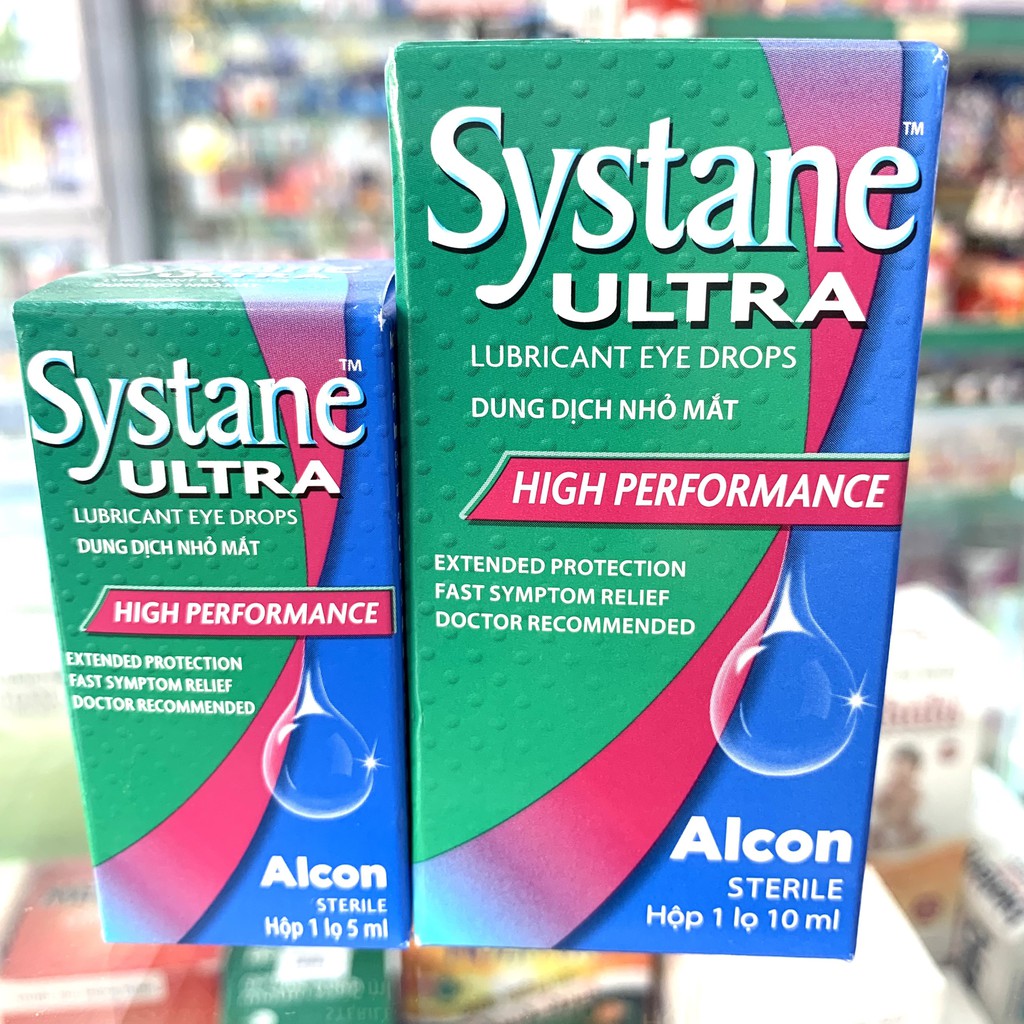 Systane™
ULTRA
LUBRICANT EYE DROPS
DUNG DỊCH NHỎ MẮT
HIGH PERFORMANCE
EXTENDED PROTECTION
FAST SYMPTOM RELIEF
DOCTOR RECOMMENDED
Alcon
STERILE
Hộp 1 lọ 5 ml
Systane™
ULTRA
LUBRICANT EYE DROPS
DUNG DỊCH NHỎ MẮT
HIGH PERFORMANCE
EXTENDED PROTECTION
FAST SYMPTOM RELIEF
DOCTOR RECOMMENDED
Alcon
STERILE
Hộp 1 lọ 10 ml